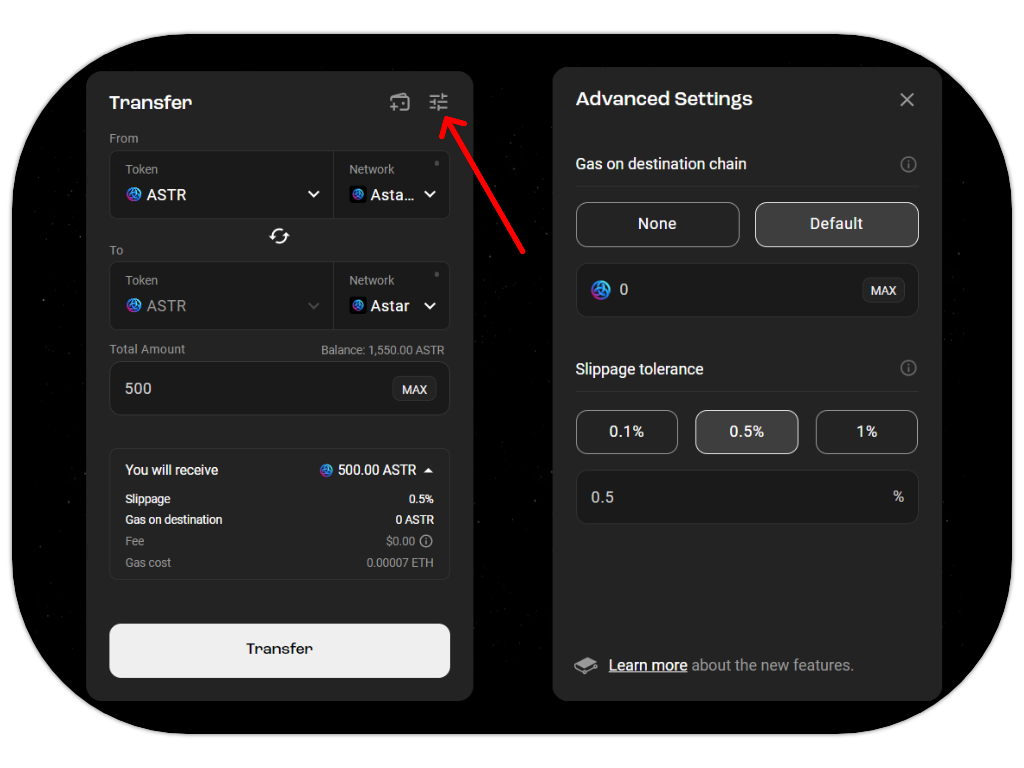 Transfer
From
Token
Network
ASTR
Asta...
To
Token
Network
ASTR
Astar
Total Amount
Balance: 1,550.00 ASTR
500
MAX
You will receive
500.00 ASTR
Slippage
0.5%
Gas on destination
0 ASTR
Fee
$0.00
Gas cost
0.00007 ETH
Transfer
Advanced Settings
Gas on destination chain
None
Default
0
MAX
Slippage tolerance
0.1%
0.5%
1%
0.5
%
Learn more about the new features.